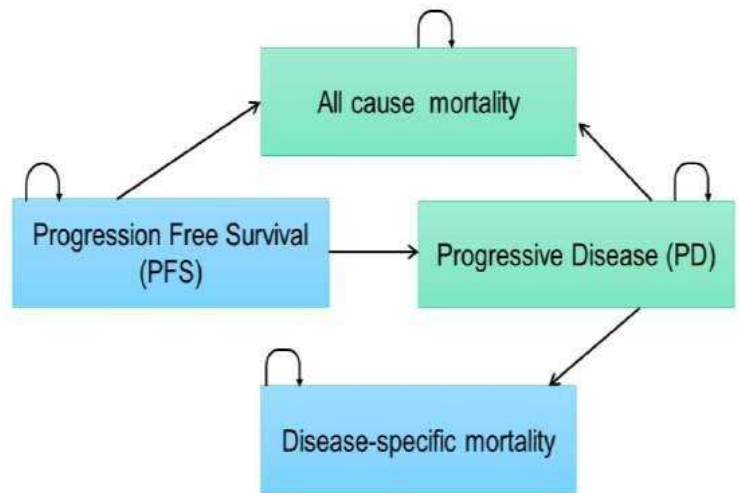 All cause mortality
Progression Free Survival
(PFS)
Progressive Disease (PD)
Disease-specific mortality